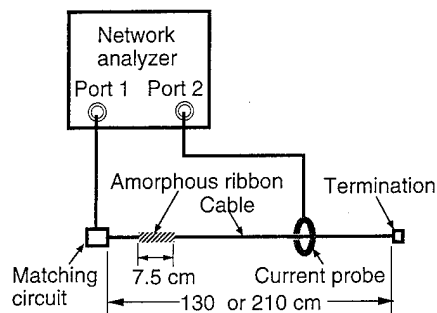 Network
analyzer
Port 1 Port 2
Amorphous ribbon
Cable
Termination
Matching
circuit
7.5 cm
Current probe
130 or 210 cm